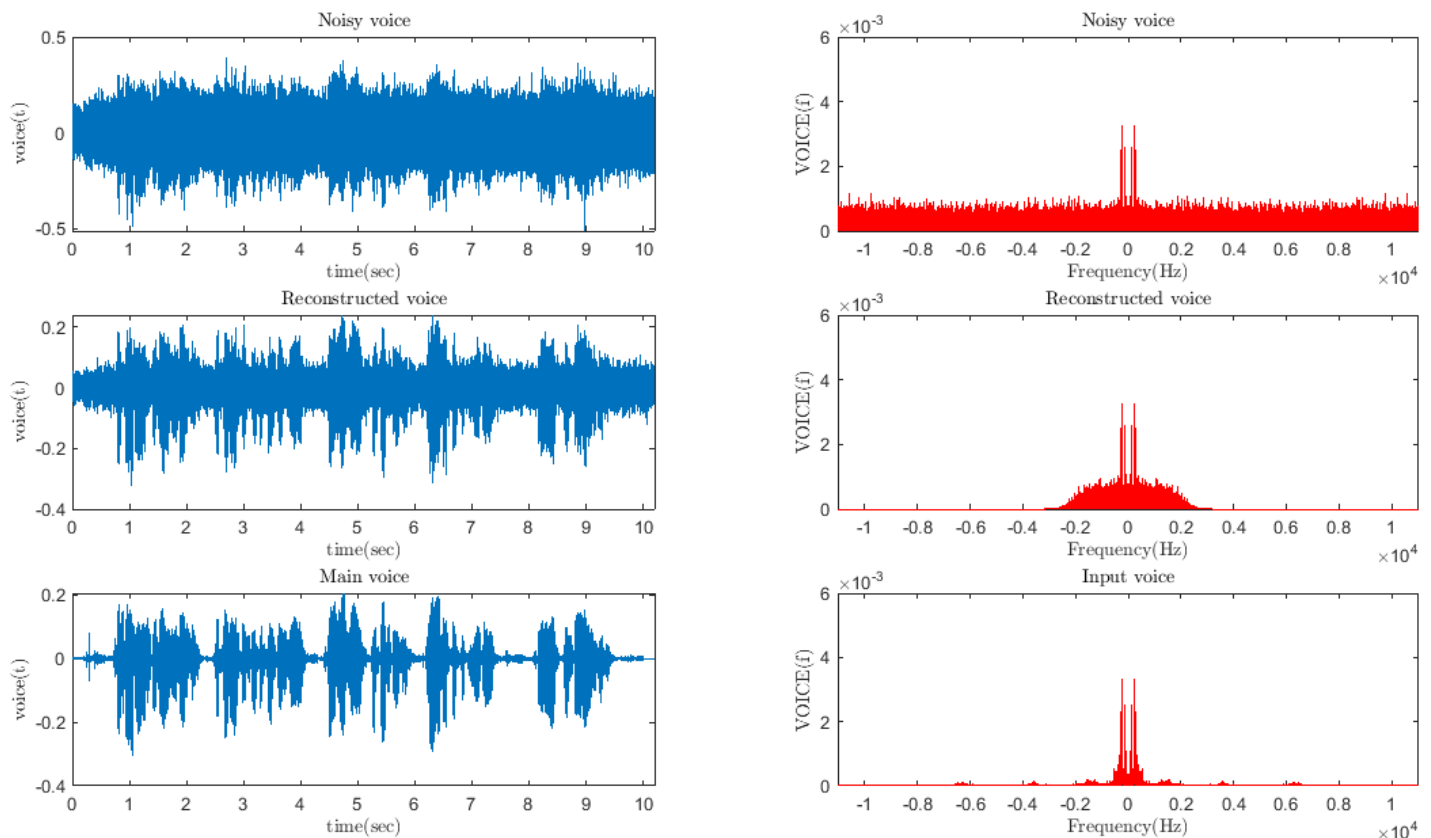 Noisy voice
0.5
0
-0.5
voice(t)
0 1 2 3 4 5 6 7 8 9 10
time(sec)
Noisy voice
×10-3
6
4
2
0
VOICE(f)
-1 -0.8 -0.6 -0.4 -0.2 0 0.2 0.4 0.6 0.8 1
Frequency(Hz)
×104
Reconstructed voice
0.2
0
-0.2
-0.4
voice(t)
0 1 2 3 4 5 6 7 8 9 10
time(sec)
Reconstructed voice
×10-3
6
4
2
0
VOICE(f)
-1 -0.8 -0.6 -0.4 -0.2 0 0.2 0.4 0.6 0.8 1
Frequency(Hz)
×104
Main voice
0.2
0
-0.2
-0.4
voice(t)
0 1 2 3 4 5 6 7 8 9 10
time(sec)
Input voice
×10-3
6
4
2
0
VOICE(f)
-1 -0.8 -0.6 -0.4 -0.2 0 0.2 0.4 0.6 0.8 1
Frequency(Hz)
×104